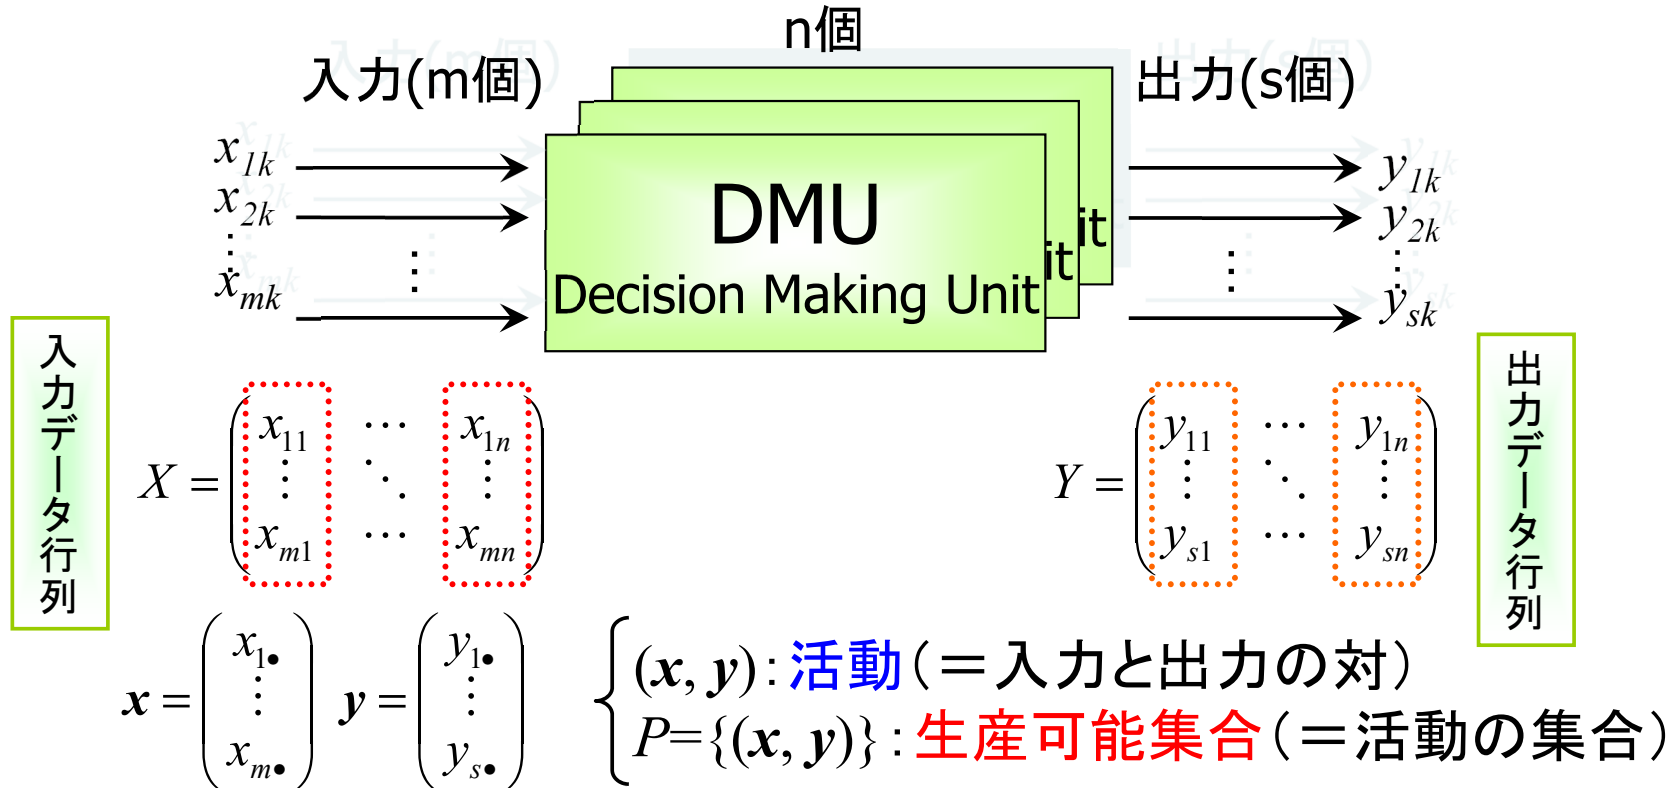 n個
入力(m個)
出力(s個)
x1k
x2k
⋮
xmk
⋮
DMU
Decision Making Unit
it
it
⋮
y1k
y2k
⋮
ysk
入力データ行列
X = ( x11 ⋯ x1n
⋮ ⋱ ⋮
xm1 ⋯ xmn )
Y = ( y11 ⋯ y1n
⋮ ⋱ ⋮
ys1 ⋯ ysn )
出力データ行列
x = ( x1• ⋮ xm• )
y = ( y1• ⋮ ys• )
(x, y):活動(=入力と出力の対)
P={(x, y)}:生産可能集合(=活動の集合)